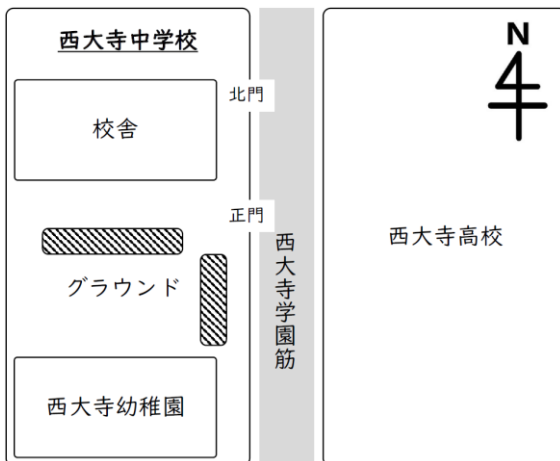 西大寺中学校
N
北門
校舎
正門
西大寺学園筋
西大寺高校
グラウンド
西大寺幼稚園